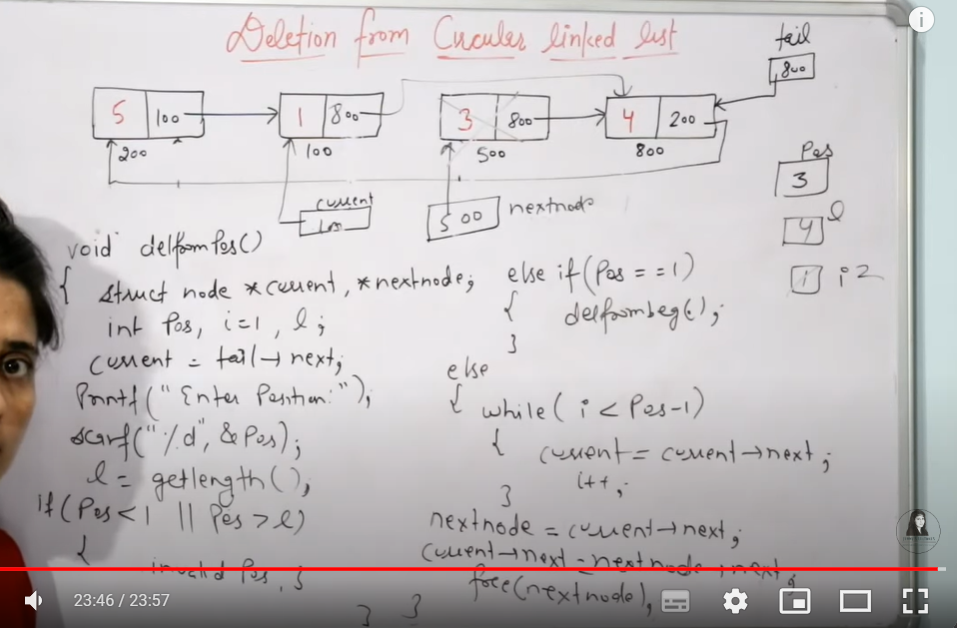 Deletion from Circular linked list
tail
800
5 100
1 800
3 800
4 200
200
100
500
800
Pos
3
current
500
nextnode
4 l
1 i 2
void delfromPos()
{ struct node *current, *nextnode;
int Pos, i=1, l;
current = tail→next;
Printf("Enter Position:");
scanf("%d", &Pos);
l = getlength();
if(Pos<1 || Pos>l)
{
invalid Pos, }
else if(Pos==1)
{ delfrombeg();
}
else
{ while( i < Pos-1)
{ current = current→next;
i++;
}
nextnode = current→next;
current→next = nextnode→next;
free(nextnode),
} }
23:46 / 23:57
i